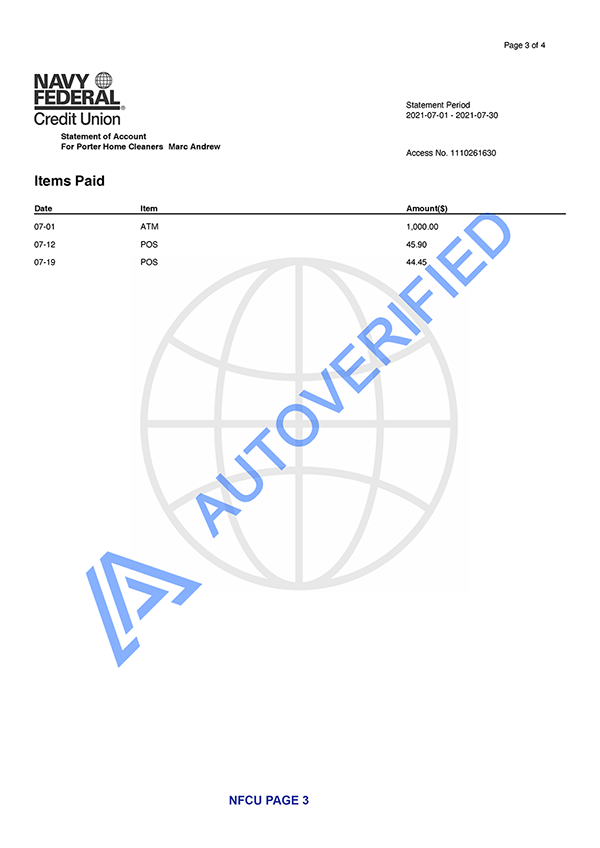 Page 3 of 4
NAVY
FEDERAL®
Credit Union
Statement of Account
For Porter Home Cleaners Marc Andrew
Statement Period
2021-07-01 - 2021-07-30
Access No. 1110261630
Items Paid
Date Item Amount($)
07-01 ATM 1,000.00
07-12 POS 45.90
07-19 POS 44.45
AUTOVERIFIED
NFCU PAGE 3